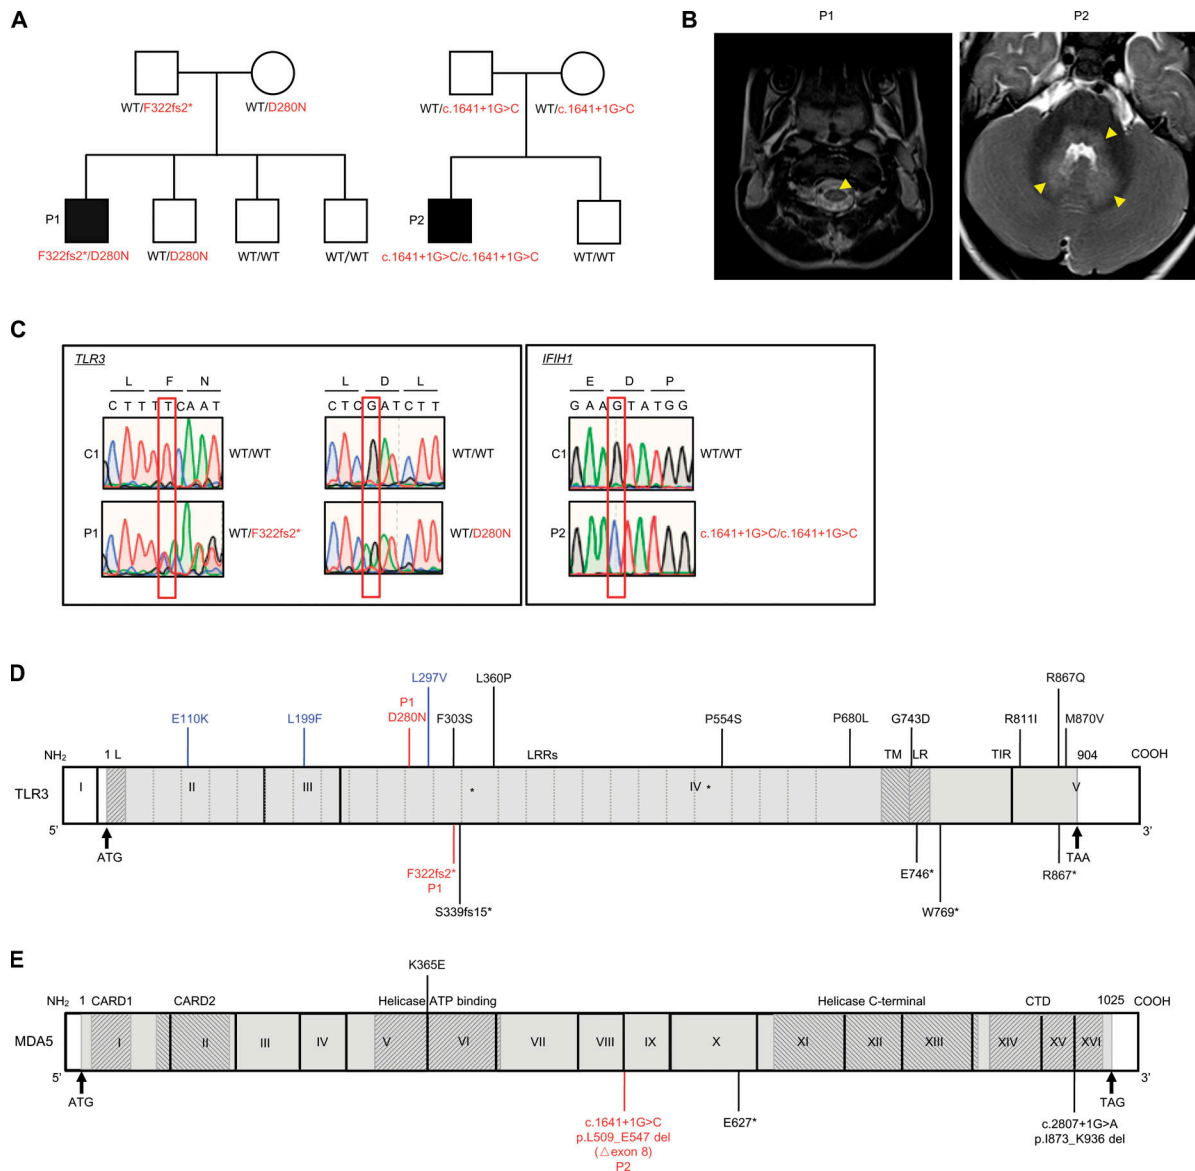 A
WT/F322fs2*
WT/D280N
WT/c.1641+1G>C
WT/c.1641+1G>C
P1
P2
F322fs2*/D280N
WT/D280N
WT/WT
WT/WT
c.1641+1G>C/c.1641+1G>C
WT/WT
B
P1
P2
C
TLR3
L F N
C T T T T C A A T
L D L
C T C G A T C T T
C1
WT/WT
WT/WT
P1
WT/F322fs2*
WT/D280N
IFIH1
E D P
G A A G T A T G G
C1
WT/WT
P2
c.1641+1G>C/c.1641+1G>C
D
L297V
L360P
R867Q
P1
E110K
L199F
D280N
F303S
P554S
P680L
G743D
R811I
M870V
NH2
1 L
LRRs
TM
LR
TIR
904
COOH
TLR3
I
II
III
*
IV *
V
5'
3'
ATG
TAA
F322fs2*
P1
E746*
R867*
S339fs15*
W769*
E
K365E
NH2
1
CARD1
CARD2
Helicase ATP binding
Helicase C-terminal
CTD
1025
COOH
MDA5
I
II
III
IV
V
VI
VII
VIII
IX
X
XI
XII
XIII
XIV
XV
XVI
5'
3'
ATG
TAG
c.1641+1G>C
p.L509_E547 del
(△exon 8)
P2
E627*
c.2807+1G>A
p.I873_K936 del